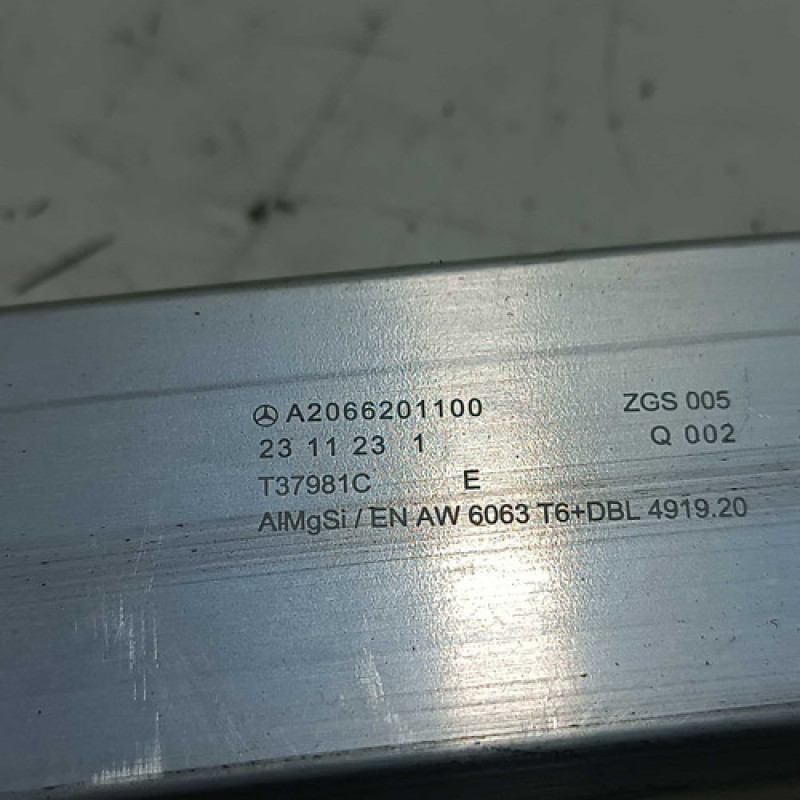 A2066201100 ZGS 005
23 11 23 1 Q 002
T37981C E
AlMgSi / EN AW 6063 T6+DBL 4919.20